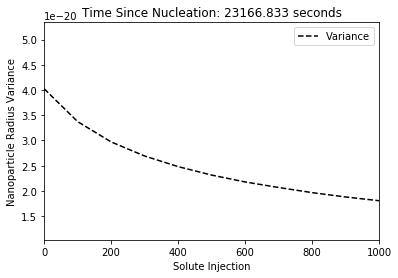 1e−20
Time Since Nucleation: 23166.833 seconds
Variance
5.0
4.5
4.0
3.5
3.0
2.5
2.0
1.5
Nanoparticle Radius Variance
0 200 400 600 800 1000
Solute Injection